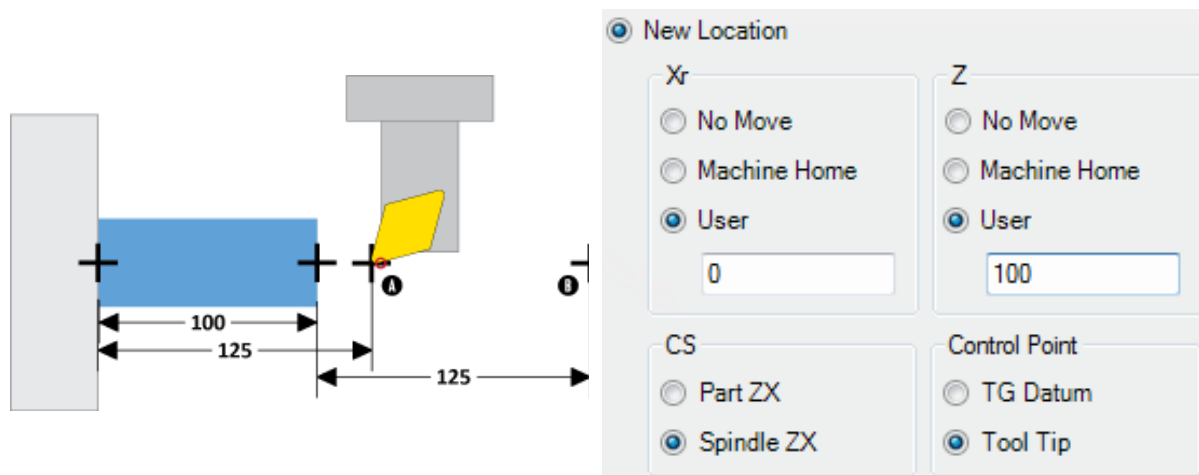 A
B
100
125
125
New Location
Xr
No Move
Machine Home
User
0
Z
No Move
Machine Home
User
100
CS
Part ZX
Spindle ZX
Control Point
TG Datum
Tool Tip